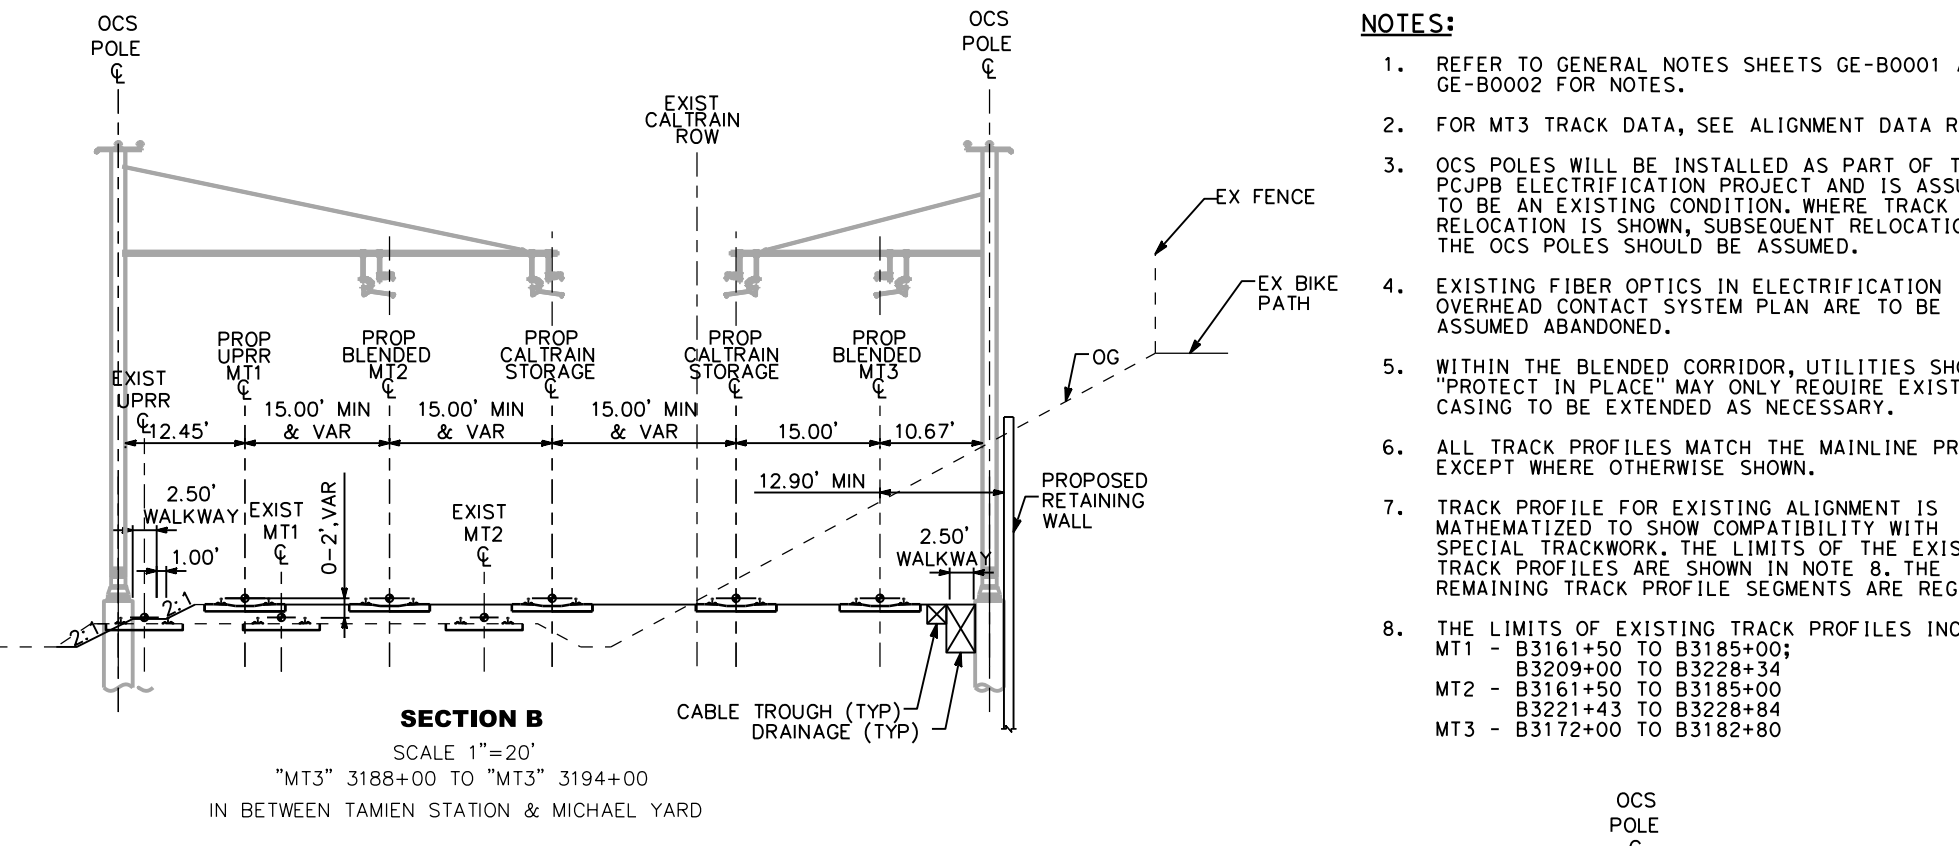 OCS
POLE
℄
OCS
POLE
℄
EXIST
CALTRAIN
ROW
EX FENCE
EX BIKE
PATH
OG
PROP
UPRR
MT1
℄
PROP
BLENDED
MT2
℄
PROP
CALTRAIN
STORAGE
℄
PROP
CALTRAIN
STORAGE
℄
PROP
BLENDED
MT3
℄
EXIST
UPRR
℄
12.45'
15.00' MIN
& VAR
15.00' MIN
& VAR
15.00' MIN
& VAR
15.00'
10.67'
12.90' MIN
PROPOSED
RETAINING
WALL
2.50'
WALKWAY
1.00'
EXIST
MT1
℄
0-2', VAR
EXIST
MT2
℄
2.50'
WALKWAY
2:1
2:1
CABLE TROUGH (TYP)
DRAINAGE (TYP)
SECTION B
SCALE 1"=20'
"MT3" 3188+00 TO "MT3" 3194+00
IN BETWEEN TAMIEN STATION & MICHAEL YARD
NOTES:
1. REFER TO GENERAL NOTES SHEETS GE-B0001
GE-B0002 FOR NOTES.
2. FOR MT3 TRACK DATA, SEE ALIGNMENT DATA R
3. OCS POLES WILL BE INSTALLED AS PART OF T
PCJPB ELECTRIFICATION PROJECT AND IS ASSU
TO BE AN EXISTING CONDITION. WHERE TRACK
RELOCATION IS SHOWN, SUBSEQUENT RELOCATIO
THE OCS POLES SHOULD BE ASSUMED.
4. EXISTING FIBER OPTICS IN ELECTRIFICATION
OVERHEAD CONTACT SYSTEM PLAN ARE TO BE
ASSUMED ABANDONED.
5. WITHIN THE BLENDED CORRIDOR, UTILITIES SHO
"PROTECT IN PLACE" MAY ONLY REQUIRE EXIST
CASING TO BE EXTENDED AS NECESSARY.
6. ALL TRACK PROFILES MATCH THE MAINLINE PR
EXCEPT WHERE OTHERWISE SHOWN.
7. TRACK PROFILE FOR EXISTING ALIGNMENT IS
MATHEMATIZED TO SHOW COMPATIBILITY WITH
SPECIAL TRACKWORK. THE LIMITS OF THE EXIS
TRACK PROFILES ARE SHOWN IN NOTE 8. THE
REMAINING TRACK PROFILE SEGMENTS ARE REG
8. THE LIMITS OF EXISTING TRACK PROFILES INC
MT1 - B3161+50 TO B3185+00;
B3209+00 TO B3228+34
MT2 - B3161+50 TO B3185+00
B3221+43 TO B3228+84
MT3 - B3172+00 TO B3182+80
OCS
POLE